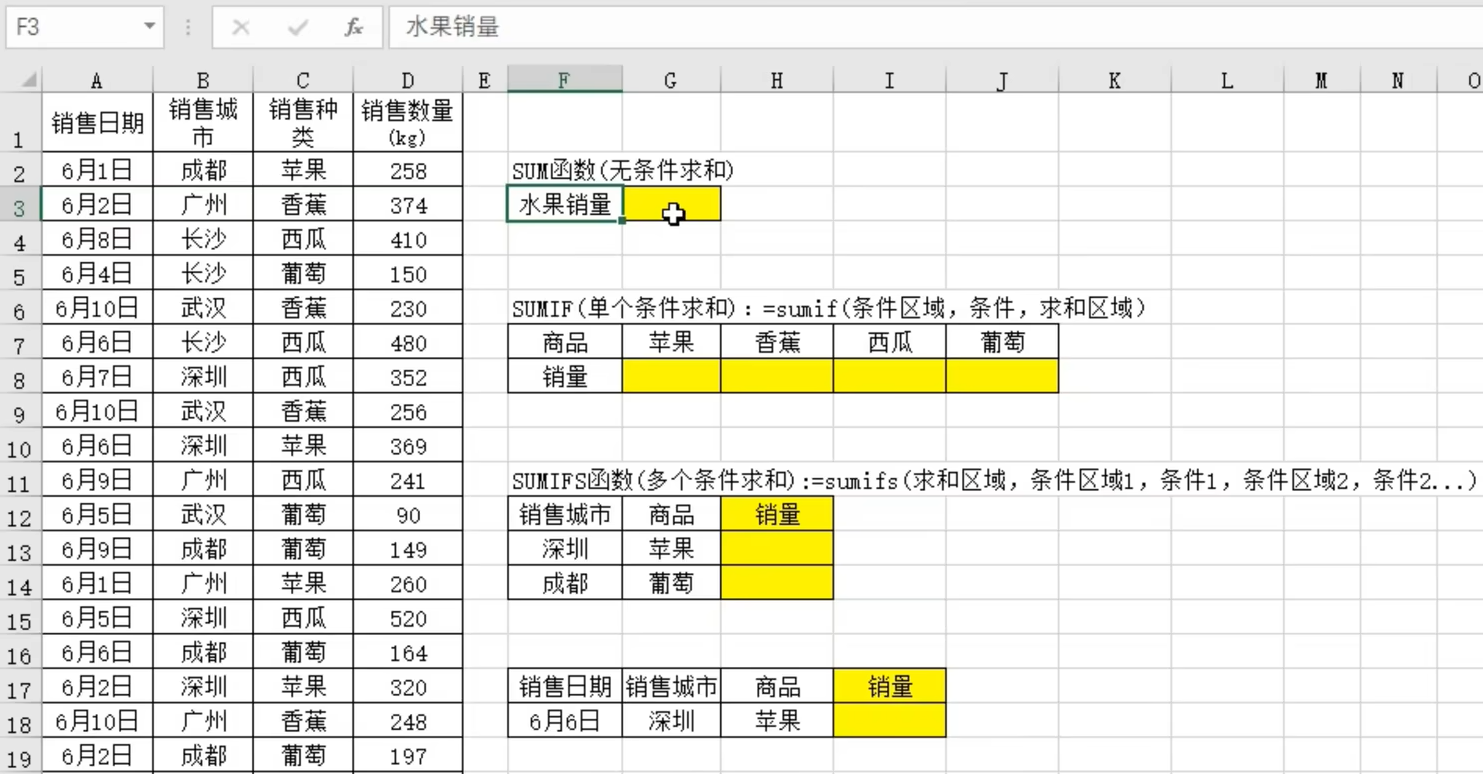 F3 fx 水果销量
A B C D E F G H I J K L M N O
1 销售日期 销售城市 销售种类 销售数量(kg)
2 6月1日 成都 苹果 258 SUM函数(无条件求和)
3 6月2日 广州 香蕉 374 水果销量
4 6月8日 长沙 西瓜 410
5 6月4日 长沙 葡萄 150
6 6月10日 武汉 香蕉 230 SUMIF(单个条件求和):=sumif(条件区域，条件，求和区域)
7 6月6日 长沙 西瓜 480 商品 苹果 香蕉 西瓜 葡萄
8 6月7日 深圳 西瓜 352 销量
9 6月10日 武汉 香蕉 256
10 6月6日 深圳 苹果 369
11 6月9日 广州 西瓜 241 SUMIFS函数(多个条件求和):=sumifs(求和区域，条件区域1，条件1，条件区域2，条件2...)
12 6月5日 武汉 葡萄 90 销售城市 商品 销量
13 6月9日 成都 葡萄 149 深圳 苹果
14 6月1日 广州 苹果 260 成都 葡萄
15 6月5日 深圳 西瓜 520
16 6月6日 成都 葡萄 164
17 6月2日 深圳 苹果 320 销售日期 销售城市 商品 销量
18 6月10日 广州 香蕉 248 6月6日 深圳 苹果
19 6月2日 成都 葡萄 197